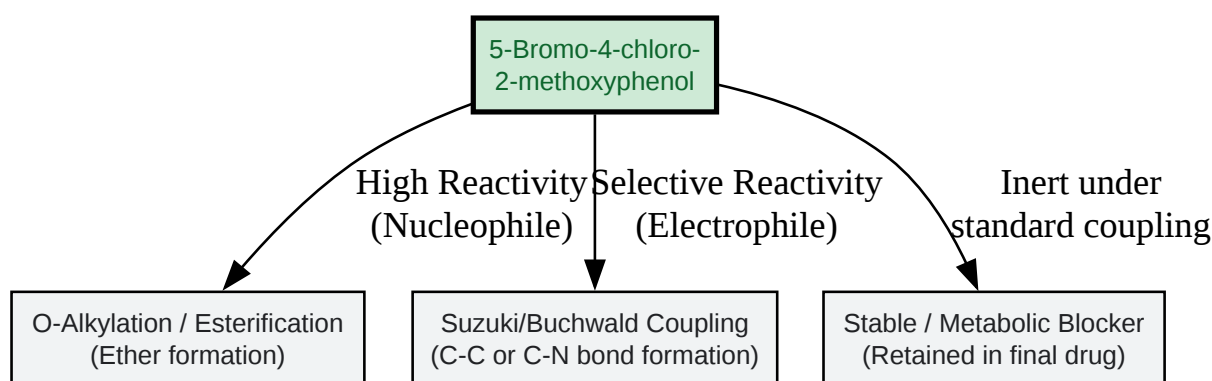 5-Bromo-4-chloro-
2-methoxyphenol
High Reactivity
(Nucleophile)
Selective Reactivity
(Electrophile)
Inert under
standard coupling
O-Alkylation / Esterification
(Ether formation)
Suzuki/Buchwald Coupling
(C-C or C-N bond formation)
Stable / Metabolic Blocker
(Retained in final drug)